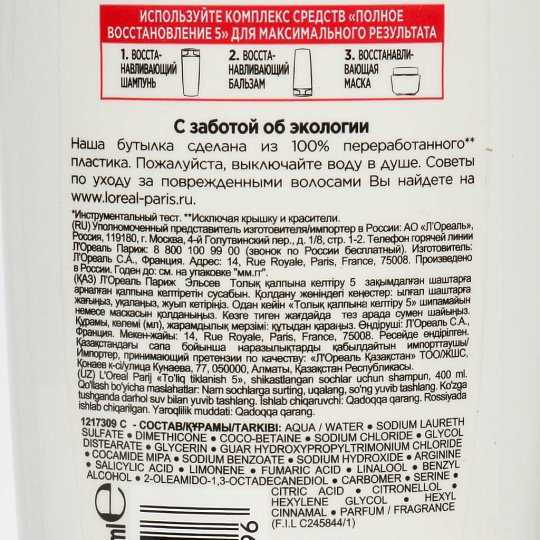 ИСПОЛЬЗУЙТЕ КОМПЛЕКС СРЕДСТВ «ПОЛНОЕ
ВОССТАНОВЛЕНИЕ 5» ДЛЯ МАКСИМАЛЬНОГО РЕЗУЛЬТАТА
1. ВОССТА-
НАВЛИВАЮЩИЙ
ШАМПУНЬ
2. ВОССТА-
НАВЛИВАЮЩИЙ
БАЛЬЗАМ
3. ВОССТАНАВЛИ-
ВАЮЩАЯ
МАСКА
С заботой об экологии
Наша бутылка сделана из 100% переработанного**
пластика. Пожалуйста, выключайте воду в душе. Советы
по уходу за поврежденными волосами Вы найдете на
www.loreal-paris.ru.
*Инструментальный тест. **Исключая крышку и красители.
(RU) Уполномоченный представитель изготовителя/импортер в России: АО «Л'Ореаль»,
Россия, 119180, г. Москва, 4-й Голутвинский пер., д. 1/8, стр. 1-2. Телефон горячей линии
Л'Ореаль Париж: 8 800 100 99 00 (звонок по России бесплатный). Изготовитель:
Л'Ореаль С.А., Франция. Адрес: 14, Rue Royale, Paris, France, 75008. Произведено
в России. Годен до: см. на упаковке "мм.гг".
(ҚАЗ) Л'Ореаль Париж Эльсев Толық қалпына келтіру 5 зақымдалған шаштарға
арналған қалпына келтіретін сусабын. Қолдану жөніндегі кеңестер: ылғал шаштарға
жағыңыз, уқалаңыз, жуып кетіріңіз. Одан кейін «Толық қалпына келтіру 5» шипамайын
немесе маскасын қолданыңыз. Көзге тиген жағдайда тез арада сумен шайыңыз.
Құрамы, көлемі (мл), жарамдылық мерзімі: құтыдан қараңыз. Өндіруші: Л'Ореаль С.А.,
Франция. Мекен-жайы: 14, Rue Royale, Paris, France, 75008. Ресейде өндірілген.
Қазақстандағы сапа бойынша наразылықтарды қабылдайтын импорттаушы/
Импортер, принимающий претензии по качеству: «Л'Ореаль Қазақстан» ТОО/ЖШС,
Қонаев к-сі/улица Кунаева, 77, 050000, Алматы, Қазақстан Республикасы.
(UZ) L'Oreal Parij «To'liq tiklanish 5», shikastlangan sochlar uchun shampun, 400 ml.
Qo'llash bo'yicha maslahatlar: Nam sochlarga surting, uqalang, so'ng yuvib tashlang. Ko'zga
tushganda darhol suv bilan yuvib tashlang. Ishlab chiqaruvchi: Qadoqqa qarang. Rossiyada
ishlab chiqarilgan. Yaroqlilik muddati: Qadoqqa qarang.
1217309 C - СОСТАВ/ҚҰРАМЫ/TARKIBI: AQUA / WATER • SODIUM LAURETH
SULFATE • DIMETHICONE • COCO-BETAINE • SODIUM CHLORIDE • GLYCOL
DISTEARATE • GLYCERIN • GUAR HYDROXYPROPYLTRIMONIUM CHLORIDE
• COCAMIDE MIPA • SODIUM BENZOATE • SODIUM HYDROXIDE • ARGININE
• SALICYLIC ACID • LIMONENE • FUMARIC ACID • LINALOOL • BENZYL
ALCOHOL • 2-OLEAMIDO-1,3-OCTADECANEDIOL • CARBOMER • SERINE •
CITRIC ACID • CITRONELLOL •
HEXYLENE GLYCOL • HEXYL
CINNAMAL • PARFUM / FRAGRANCE
(F.I.L C245844/1)